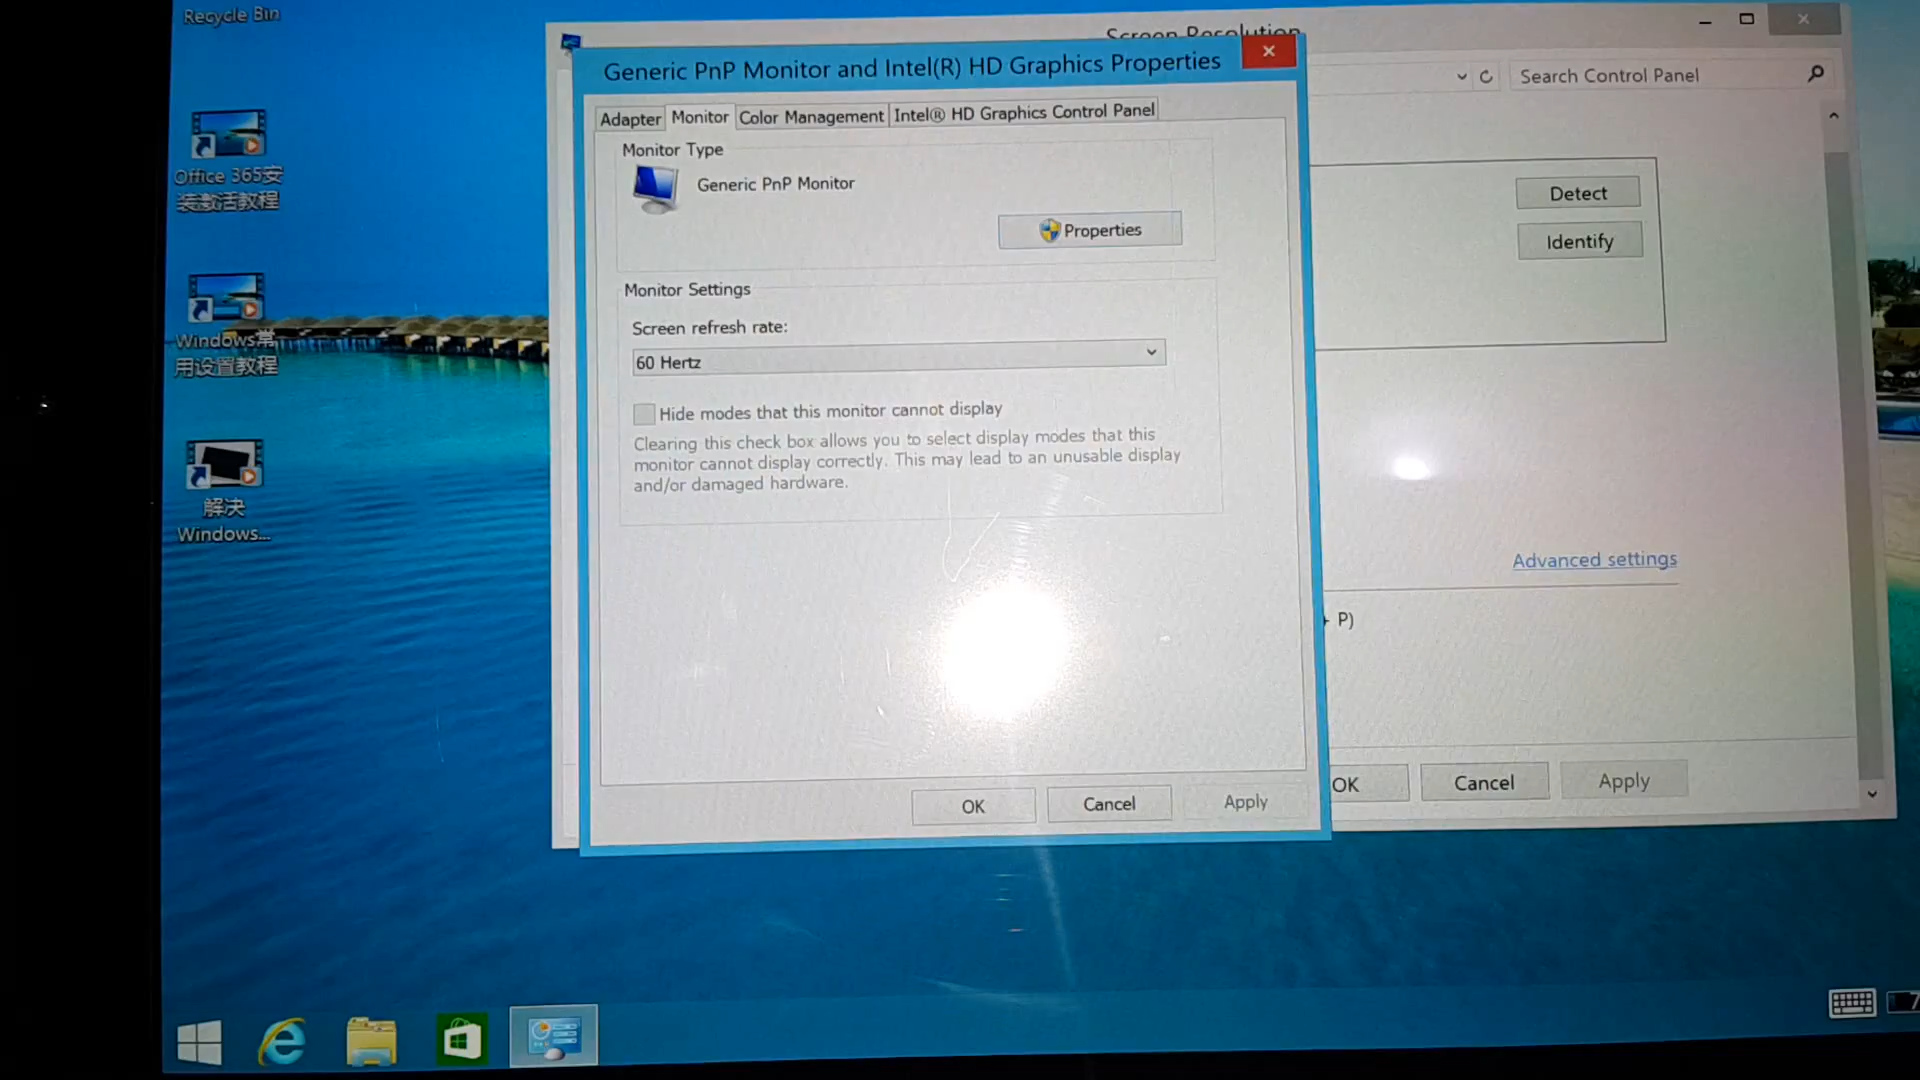 Recycle Bin
Office 365安
装激活教程
Windows常
用设置教程
解决
Windows...
Screen Resolution
Search Control Panel
Generic PnP Monitor and Intel(R) HD Graphics Properties
Adapter
Monitor
Color Management
Intel® HD Graphics Control Panel
Monitor Type
Generic PnP Monitor
Properties
Monitor Settings
Screen refresh rate:
60 Hertz
Hide modes that this monitor cannot display
Clearing this check box allows you to select display modes that this
monitor cannot display correctly. This may lead to an unusable display
and/or damaged hardware.
OK
Cancel
Apply
Detect
Identify
Advanced settings
P)
OK
Cancel
Apply